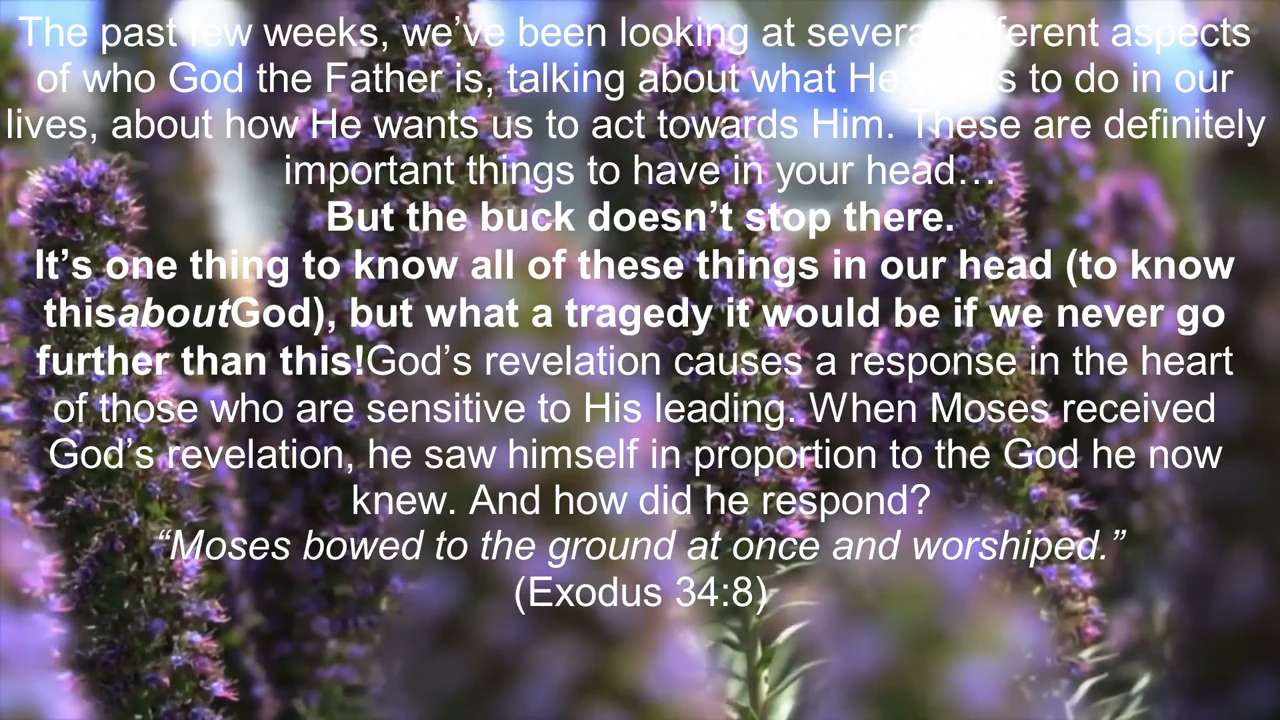 The past few weeks, we’ve been looking at several different aspects
of who God the Father is, talking about what He wants to do in our
lives, about how He wants us to act towards Him. These are definitely
important things to have in your head…
But the buck doesn’t stop there.
It’s one thing to know all of these things in our head (to know
thisaboutGod), but what a tragedy it would be if we never go
further than this!God’s revelation causes a response in the heart
of those who are sensitive to His leading. When Moses received
God’s revelation, he saw himself in proportion to the God he now
knew. And how did he respond?
“Moses bowed to the ground at once and worshiped.”
(Exodus 34:8)